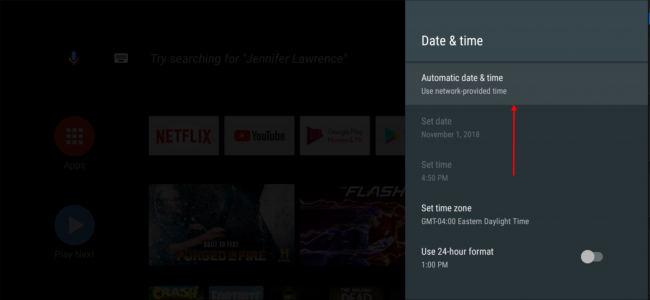 Date & time
Try searching for "Jennifer Lawrence"
Automatic date & time
Use network-provided time
NETFLIX
YouTube
Google Play
Movies & TV
Set date
November 1, 2018
Set time
4:50 PM
Apps
THE
FLASH
Set time zone
GMT-04:00 Eastern Daylight Time
FORGED IN FIRE
H
Play Next
Use 24-hour format
1:00 PM
CRASH
DEAD